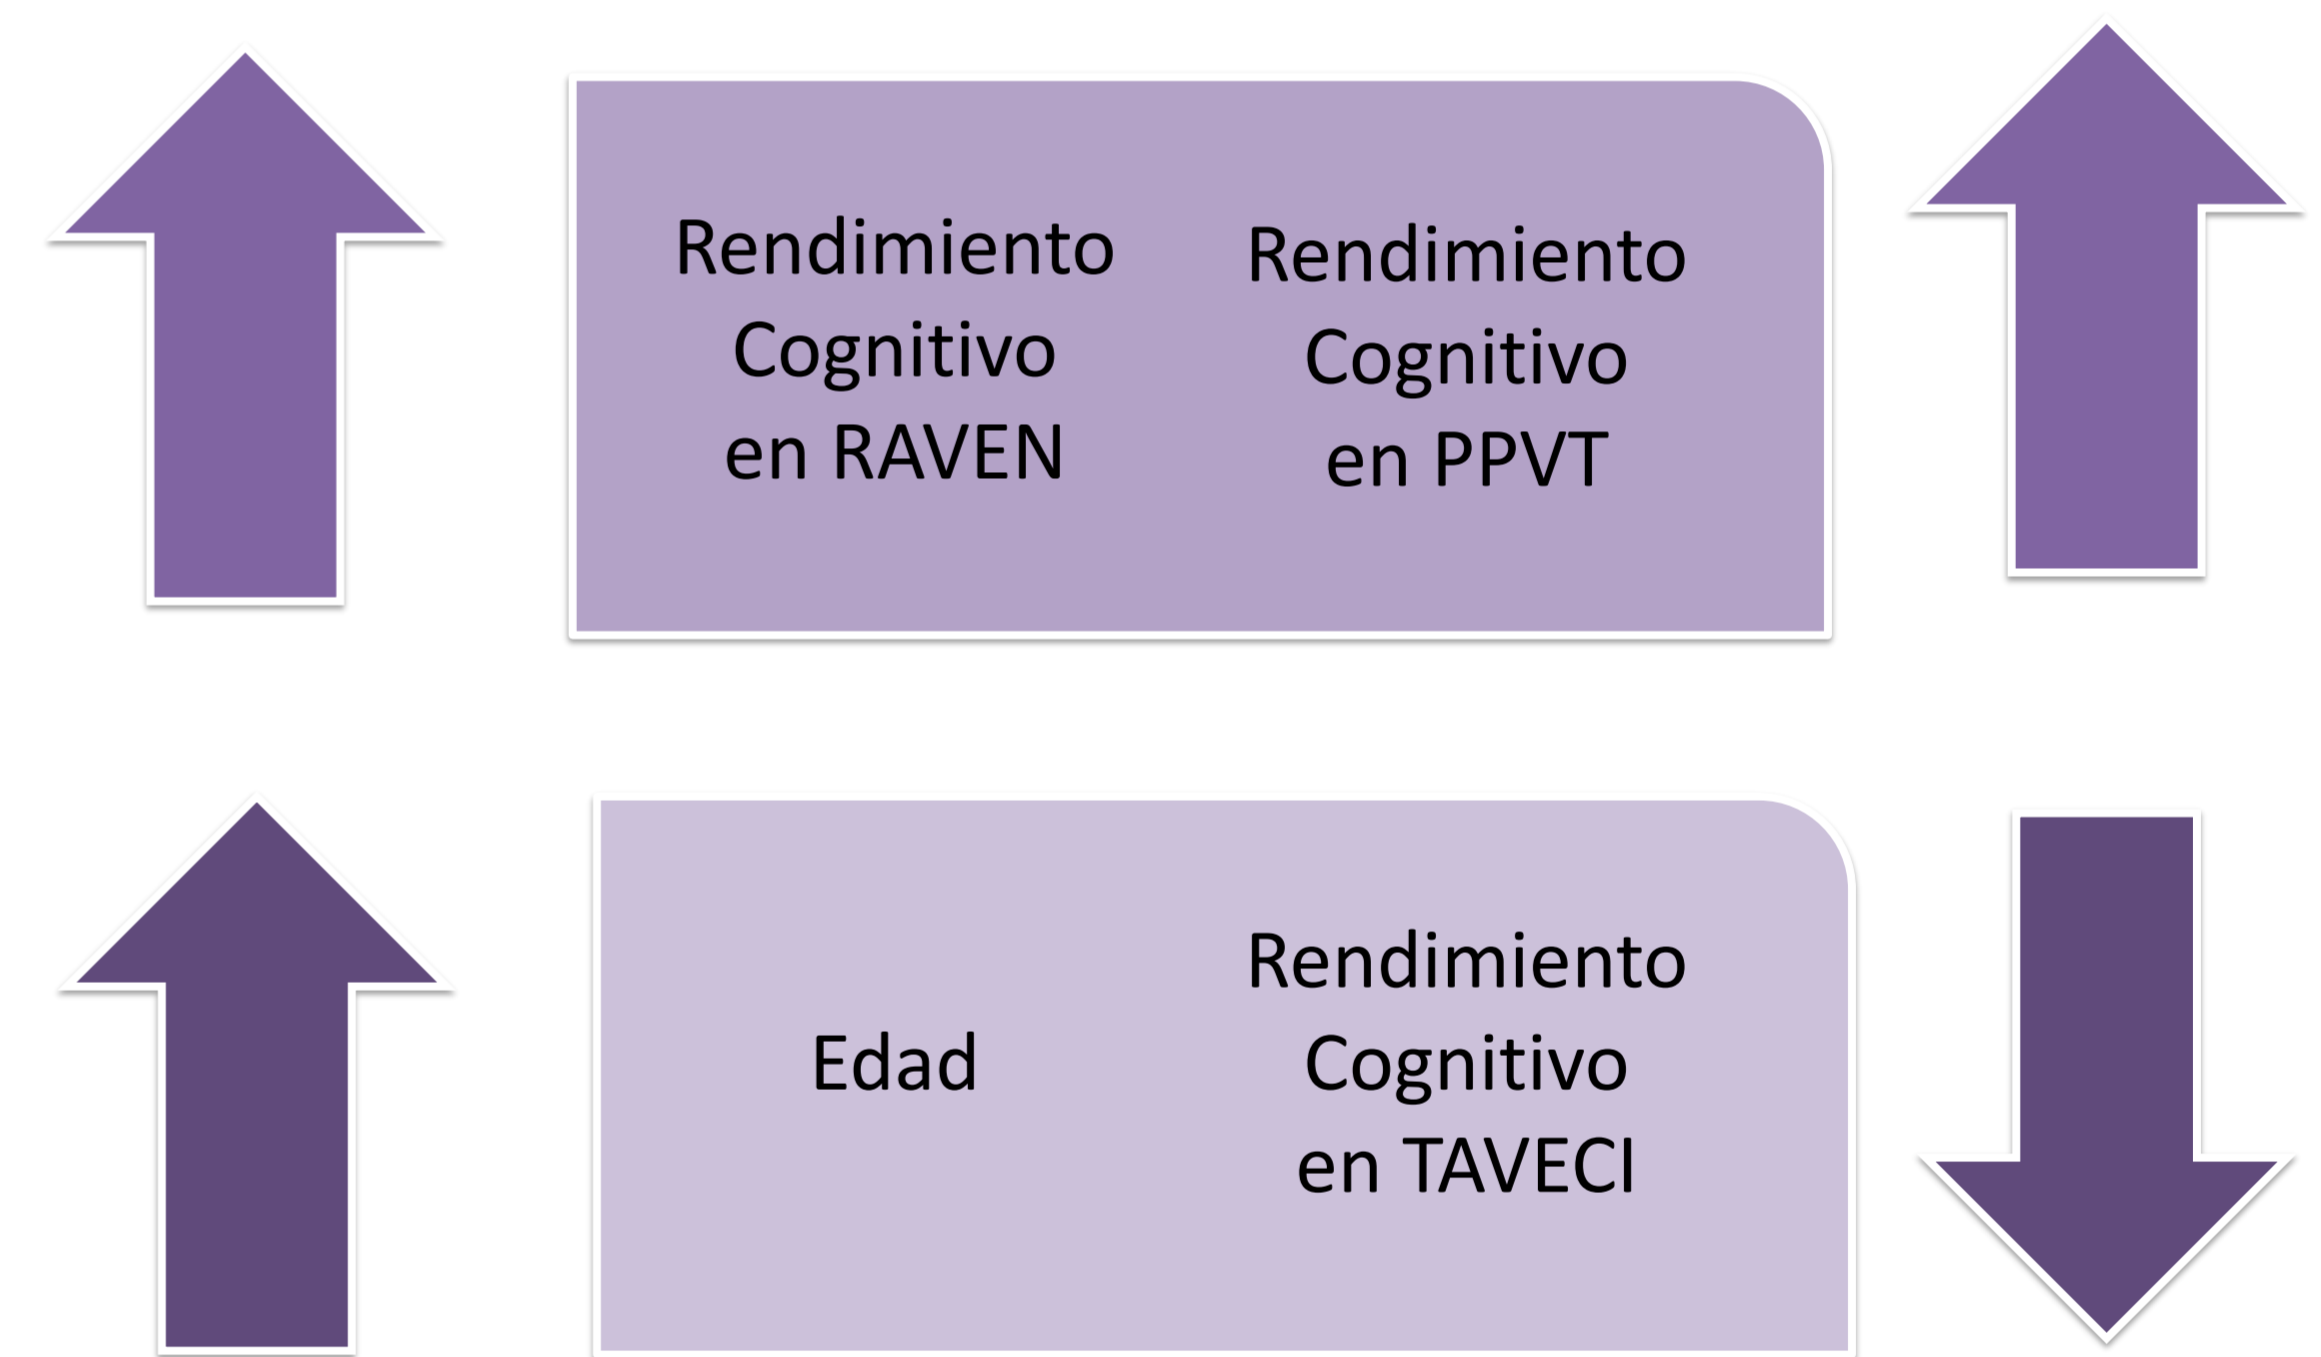 Rendimiento
Cognitivo
en RAVEN
Rendimiento
Cognitivo
en PPVT
Edad
Rendimiento
Cognitivo
en TAVECI